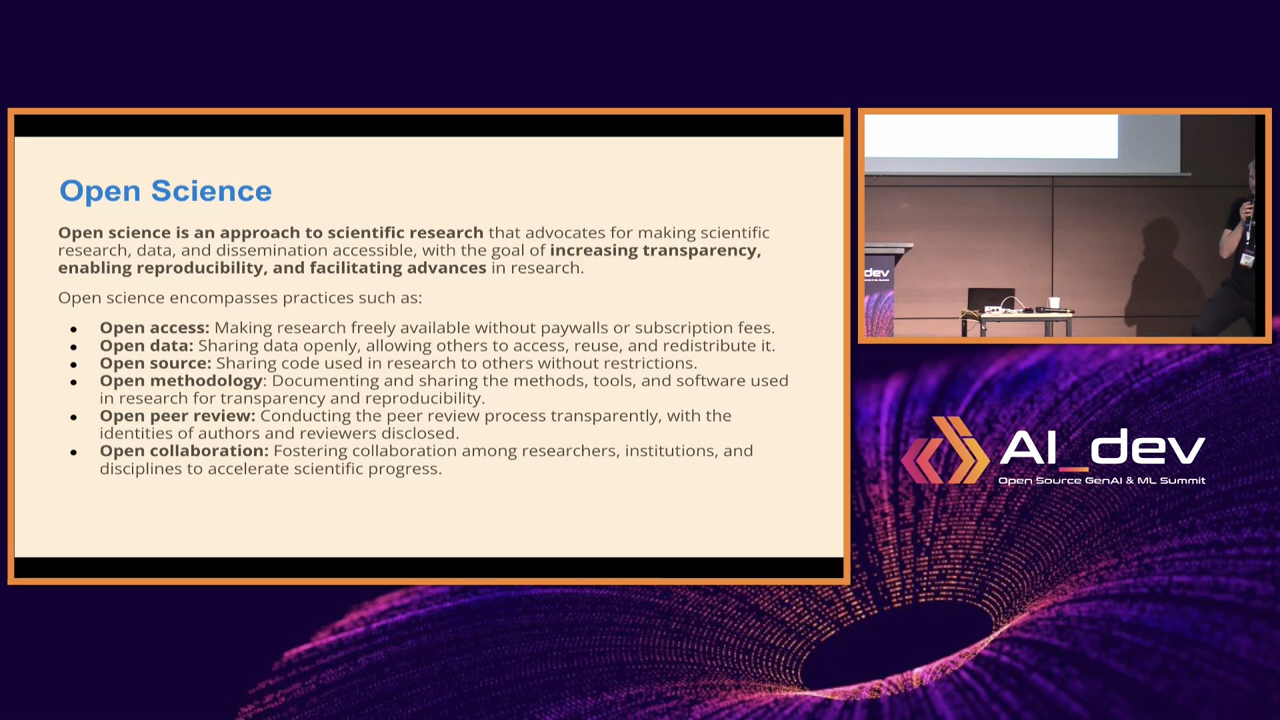 Open Science
Open science is an approach to scientific research that advocates for making scientific
research, data, and dissemination accessible, with the goal of increasing transparency,
enabling reproducibility, and facilitating advances in research.
Open science encompasses practices such as:
● Open access: Making research freely available without paywalls or subscription fees.
● Open data: Sharing data openly, allowing others to access, reuse, and redistribute it.
● Open source: Sharing code used in research to others without restrictions.
● Open methodology: Documenting and sharing the methods, tools, and software used
in research for transparency and reproducibility.
● Open peer review: Conducting the peer review process transparently, with the
identities of authors and reviewers disclosed.
● Open collaboration: Fostering collaboration among researchers, institutions, and
disciplines to accelerate scientific progress.
dev
AI_dev
Open Source GenAI & ML Summit